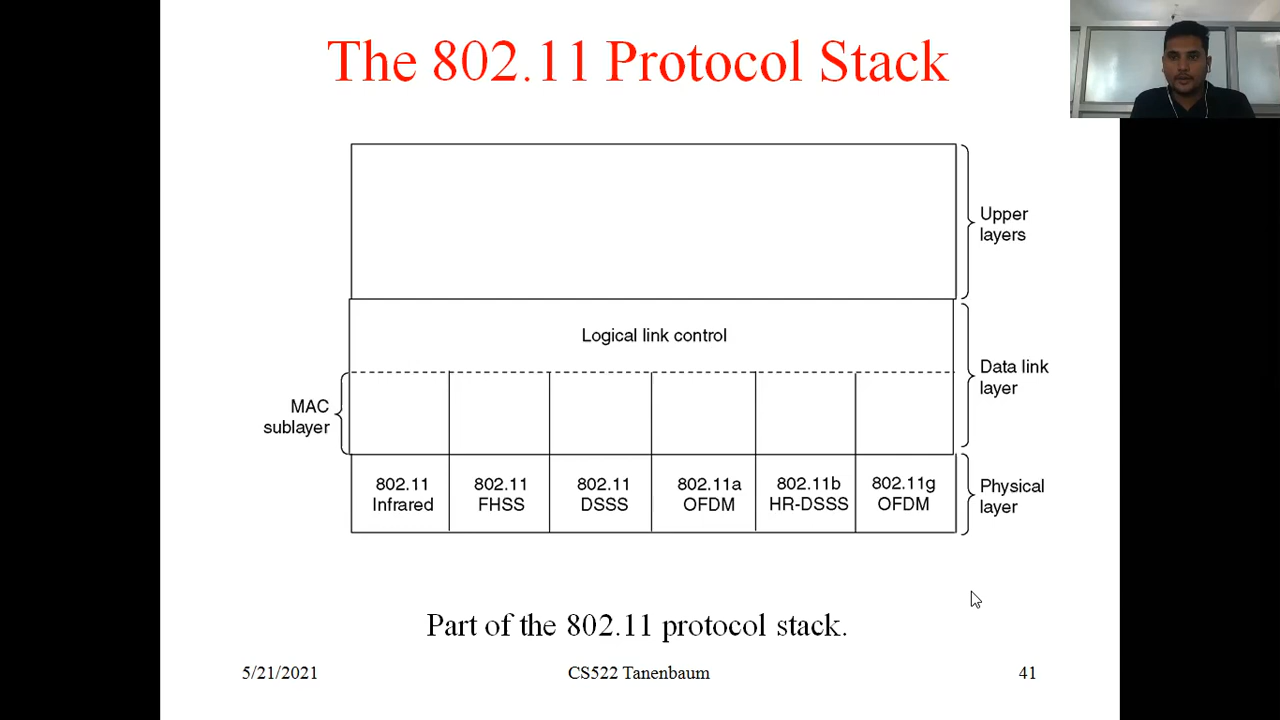 The 802.11 Protocol Stack
Upper
layers
Logical link control
Data link
layer
MAC
sublayer
802.11
Infrared
802.11
FHSS
802.11
DSSS
802.11a
OFDM
802.11b
HR-DSSS
802.11g
OFDM
Physical
layer
Part of the 802.11 protocol stack.
5/21/2021
CS522 Tanenbaum
41